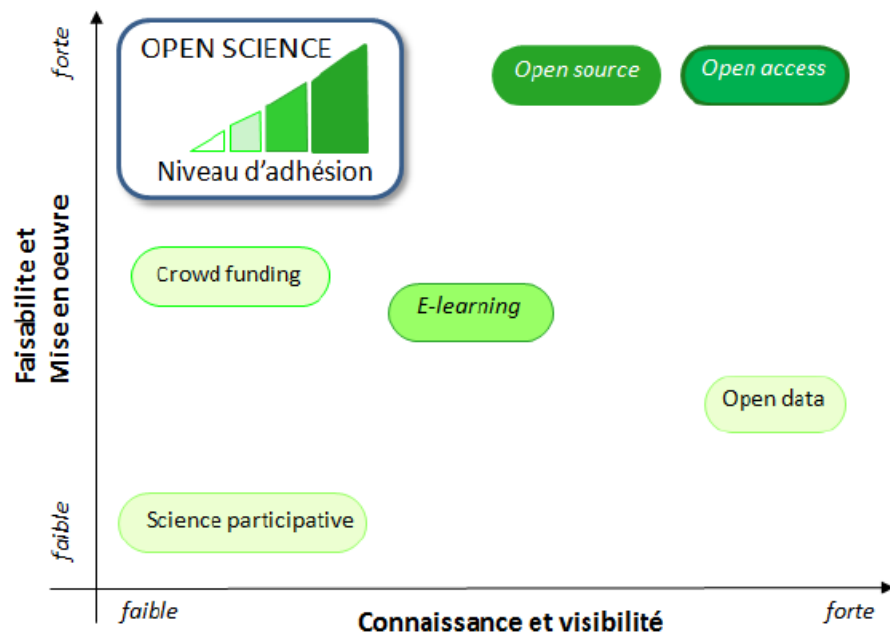 forte
OPEN SCIENCE
Niveau d'adhésion
Open source
Open access
Faisabilite et
Mise en oeuvre
Crowd funding
E-learning
Open data
Science participative
faible
faible
Connaissance et visibilité
forte